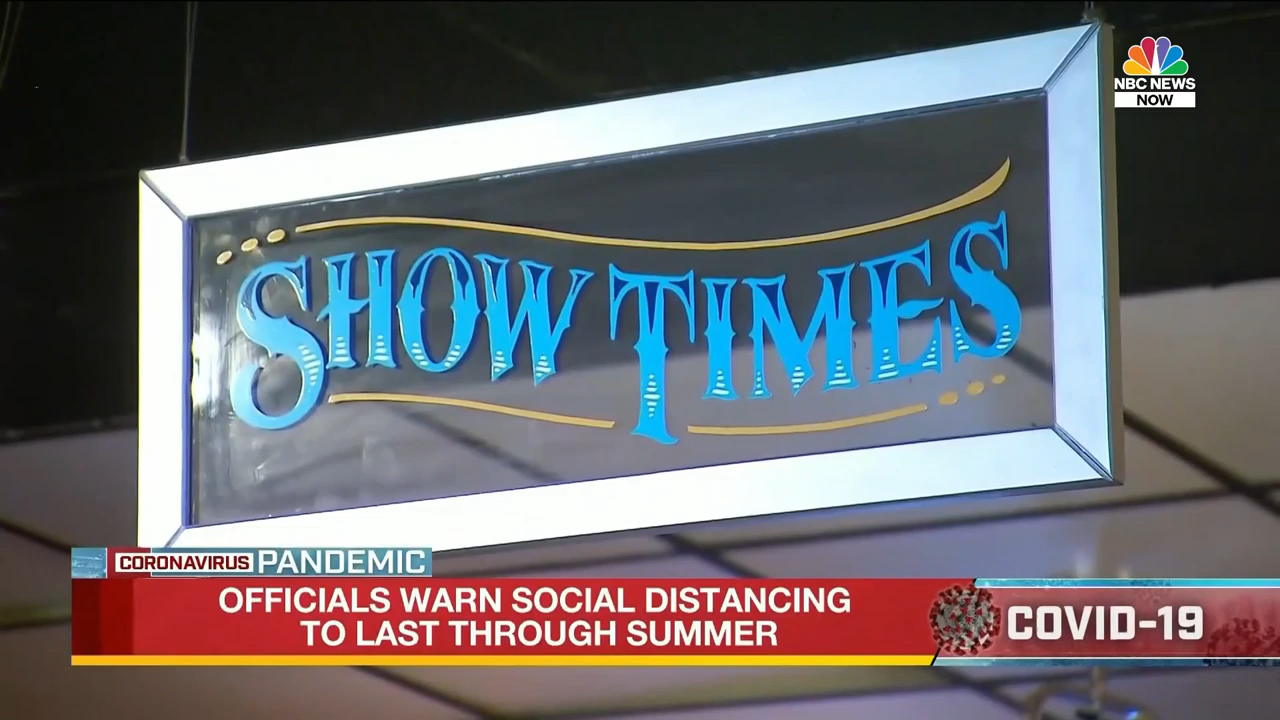 NBC NEWS
NOW
SHOW TIMES
CORONAVIRUS PANDEMIC
OFFICIALS WARN SOCIAL DISTANCING
TO LAST THROUGH SUMMER
COVID-19